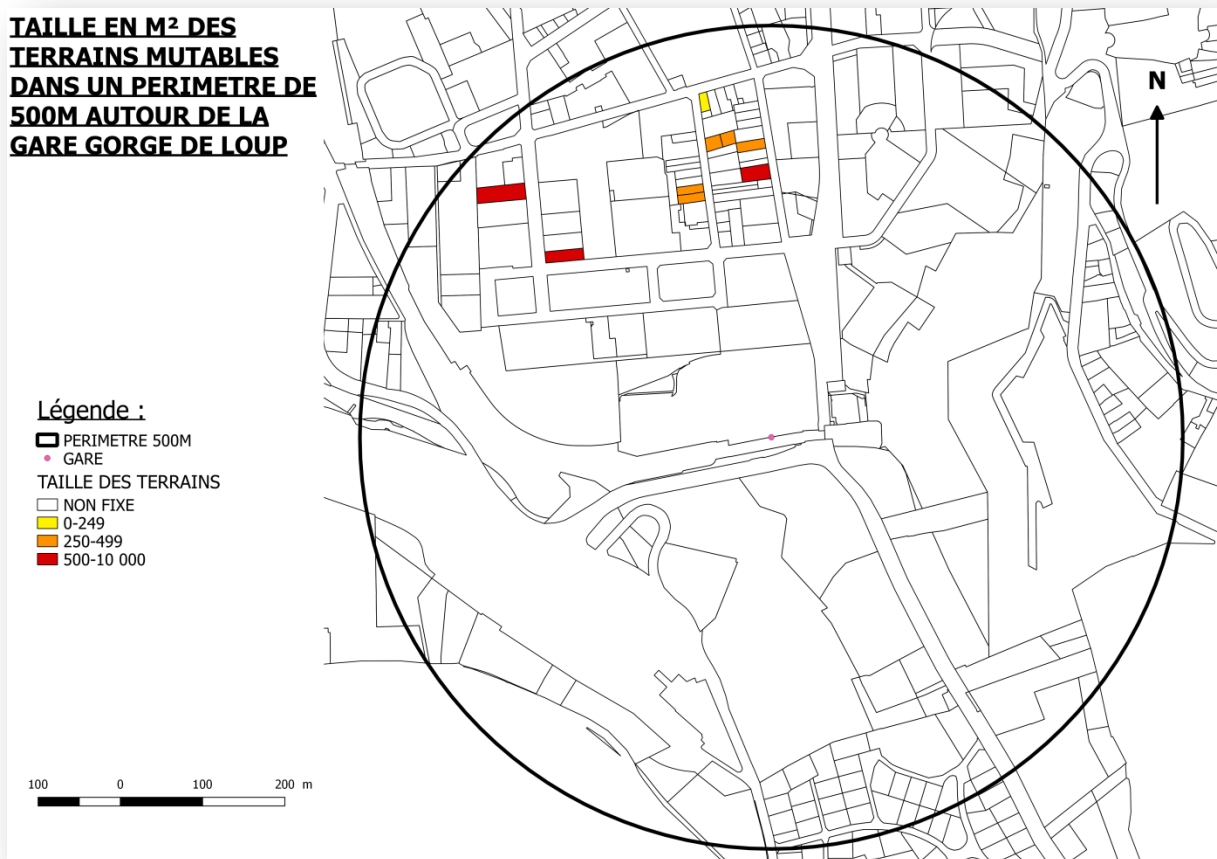 TAILLE EN M² DES
TERRAINS MUTABLES
DANS UN PERIMETRE DE
500M AUTOUR DE LA
GARE GORGE DE LOUP
N
Légende :
PERIMETRE 500M
GARE
TAILLE DES TERRAINS
NON FIXE
0-249
250-499
500-10 000
100 0 100 200 m